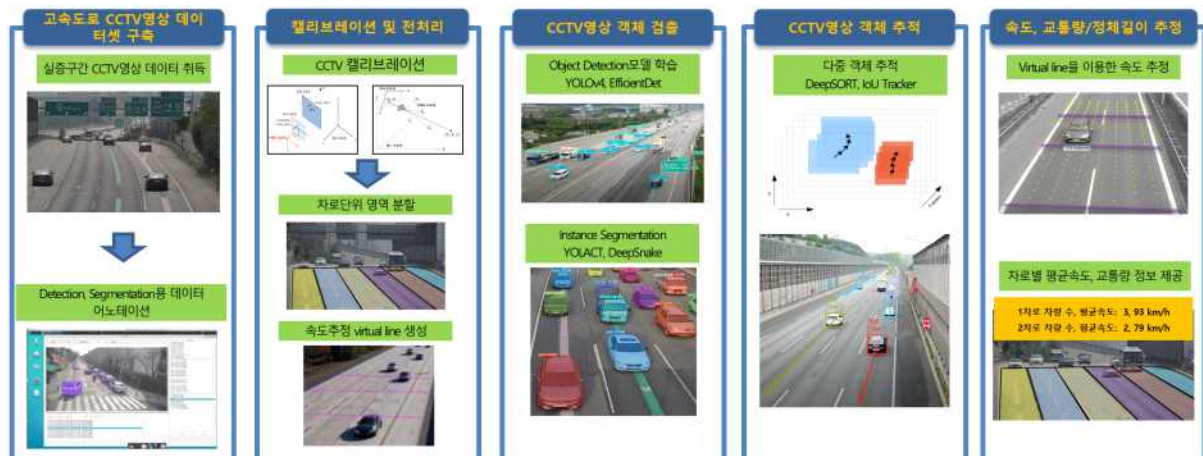 고속도로 CCTV영상 데이
터셋 구축
실증구간 CCTV영상 데이터 취득
Detection, Segmentation용 데이터
어노테이션
캘리브레이션 및 전처리
CCTV 캘리브레이션
차로단위 영역 분할
속도추정 virtual line 생성
CCTV영상 객체 검출
Object Detection모델 학습
YOLOv4, EfficientDet
Instance Segmentation
YOLACT, DeepSnake
CCTV영상 객체 추적
다중 객체 추적
DeepSORT, IoU Tracker
속도, 교통량/정체길이 추정
Virtual line을 이용한 속도 추정
차로별 평균속도, 교통량 정보 제공
1차로 차량 수, 평균속도: 3, 93 km/h
2차로 차량 수, 평균속도: 2, 79 km/h